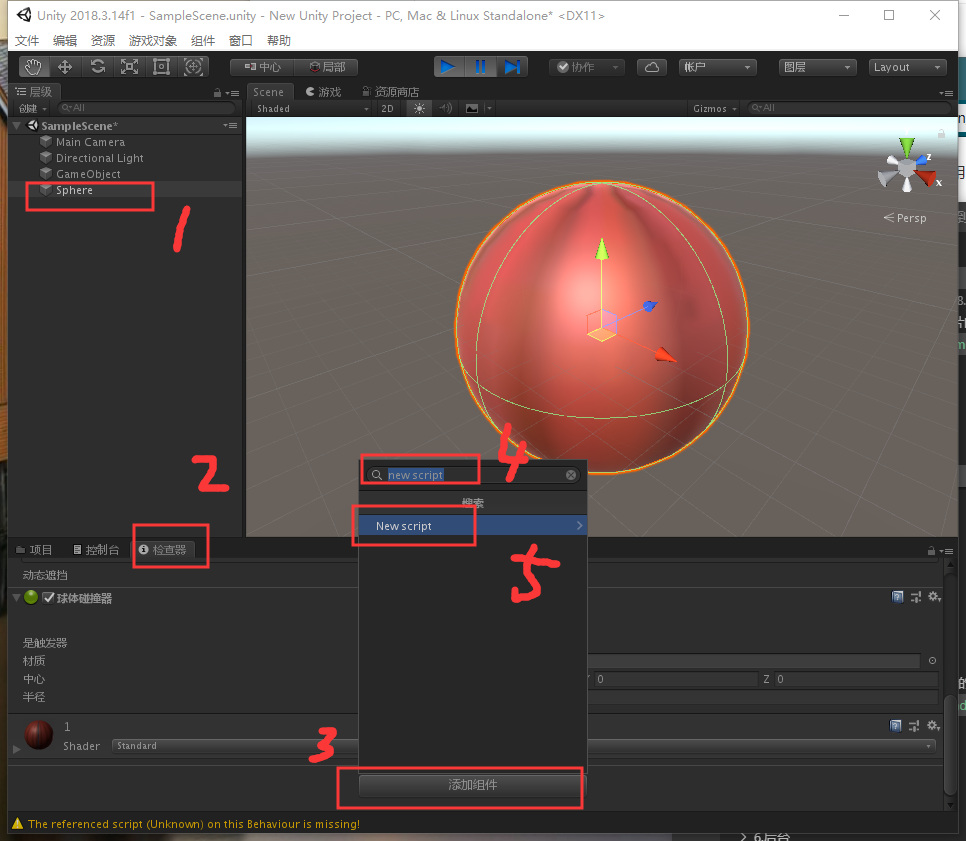 Unity 2018.3.14f1 - SampleScene.unity - New Unity Project - PC, Mac & Linux Standalone* <DX11>
文件 编辑 资源 游戏对象 组件 窗口 帮助
中心 局部 协作 帐户 图层 Layout
层级 Scene 游戏 资源商店
创建 All Shaded 2D Gizmos All
SampleScene*
Main Camera
Directional Light
GameObject
Sphere
1
z
x
Persp
2
4
new script
搜索
New script
5
项目 控制台 检查器
动态遮挡
球体碰撞器
是触发器
材质
中心 0 Z 0
半径
1
Shader Standard
3
添加组件
The referenced script (Unknown) on this Behaviour is missing!
6.后台